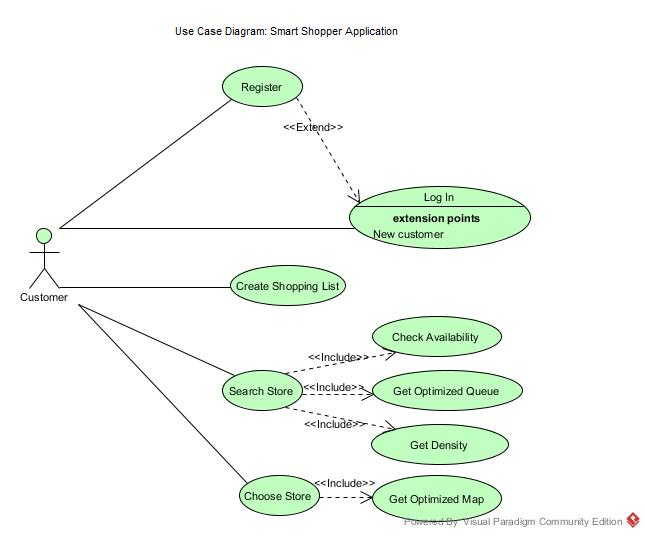 Use Case Diagram: Smart Shopper Application
Register
<<Extend>>
Log In
extension points
New customer
Customer
Create Shopping List
Check Availability
<<Include>>
Search Store
<<Include>>
Get Optimized Queue
<<Include>>
Get Density
Choose Store
<<Include>>
Get Optimized Map
Powered By Visual Paradigm Community Edition